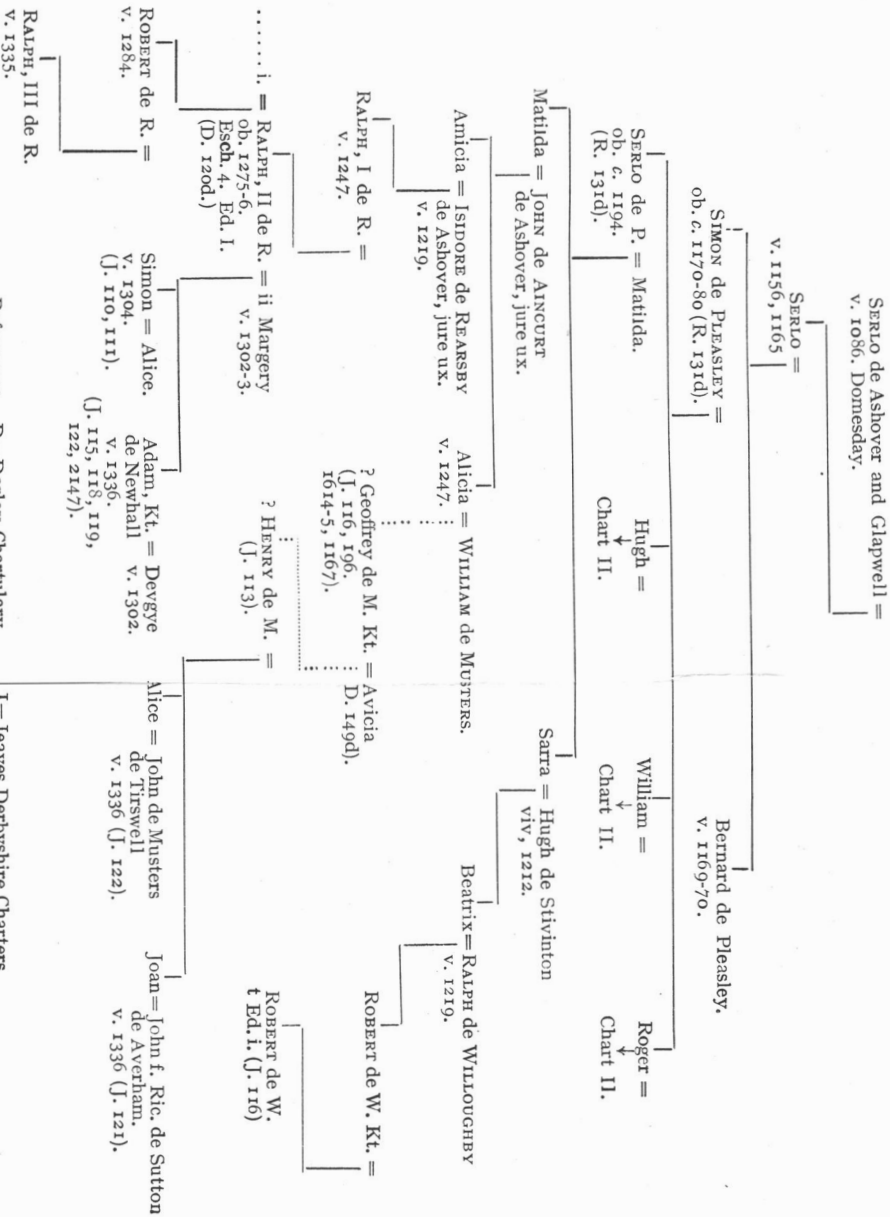 SERLO de Ashover and Glapwell =
v. 1086. Domesday.
SERLO =
v. 1156, 1165
SIMON de PLEASLEY =
ob. c. 1170-80 (R. 131d).
Bernard de Pleasley.
v. 1169-70.
SERLO de P. = Matilda.
ob. c. 1194.
(R. 131d).
Hugh =
Chart II.
William =
Chart II.
Roger =
Chart II.
Matilda = JOHN de AINCURT
de Ashover, jure ux.
Sarra = Hugh de Stivinton
viv, 1212.
Amicia = ISIDORE de REARSBY
de Ashover, jure ux.
v. 1219.
Alicia = WILLIAM de MUSTERS.
v. 1247.
Beatrix = RALPH de WILLOUGHBY
v. 1219.
RALPH, I de R. =
v. 1247.
? Geoffrey de M. Kt. = Avicia
(J. 116, 196. D. 149d).
1614-5, 1167).
ROBERT de W. Kt. =
...... i. = RALPH, II de R. = ii Margery
ob. 1275-6. v. 1302-3.
Esch. 4. Ed. I.
(D. 120d.)
? HENRY de M. =
(J. 113).
ROBERT de W.
t Ed. i. (J. 116)
ROBERT de R. =
v. 1284.
Simon = Alice.
v. 1304.
(J. 110, 111).
Adam, Kt. = Devgye
de Newhall v. 1302.
v. 1336.
(J. 115, 118, 119,
122, 2147).
Alice = John de Musters
de Tirswell
v. 1336 (J. 122).
Joan = John f. Ric. de Sutton
de Averham.
v. 1336 (J. 121).
RALPH, III de R.
v. 1335.